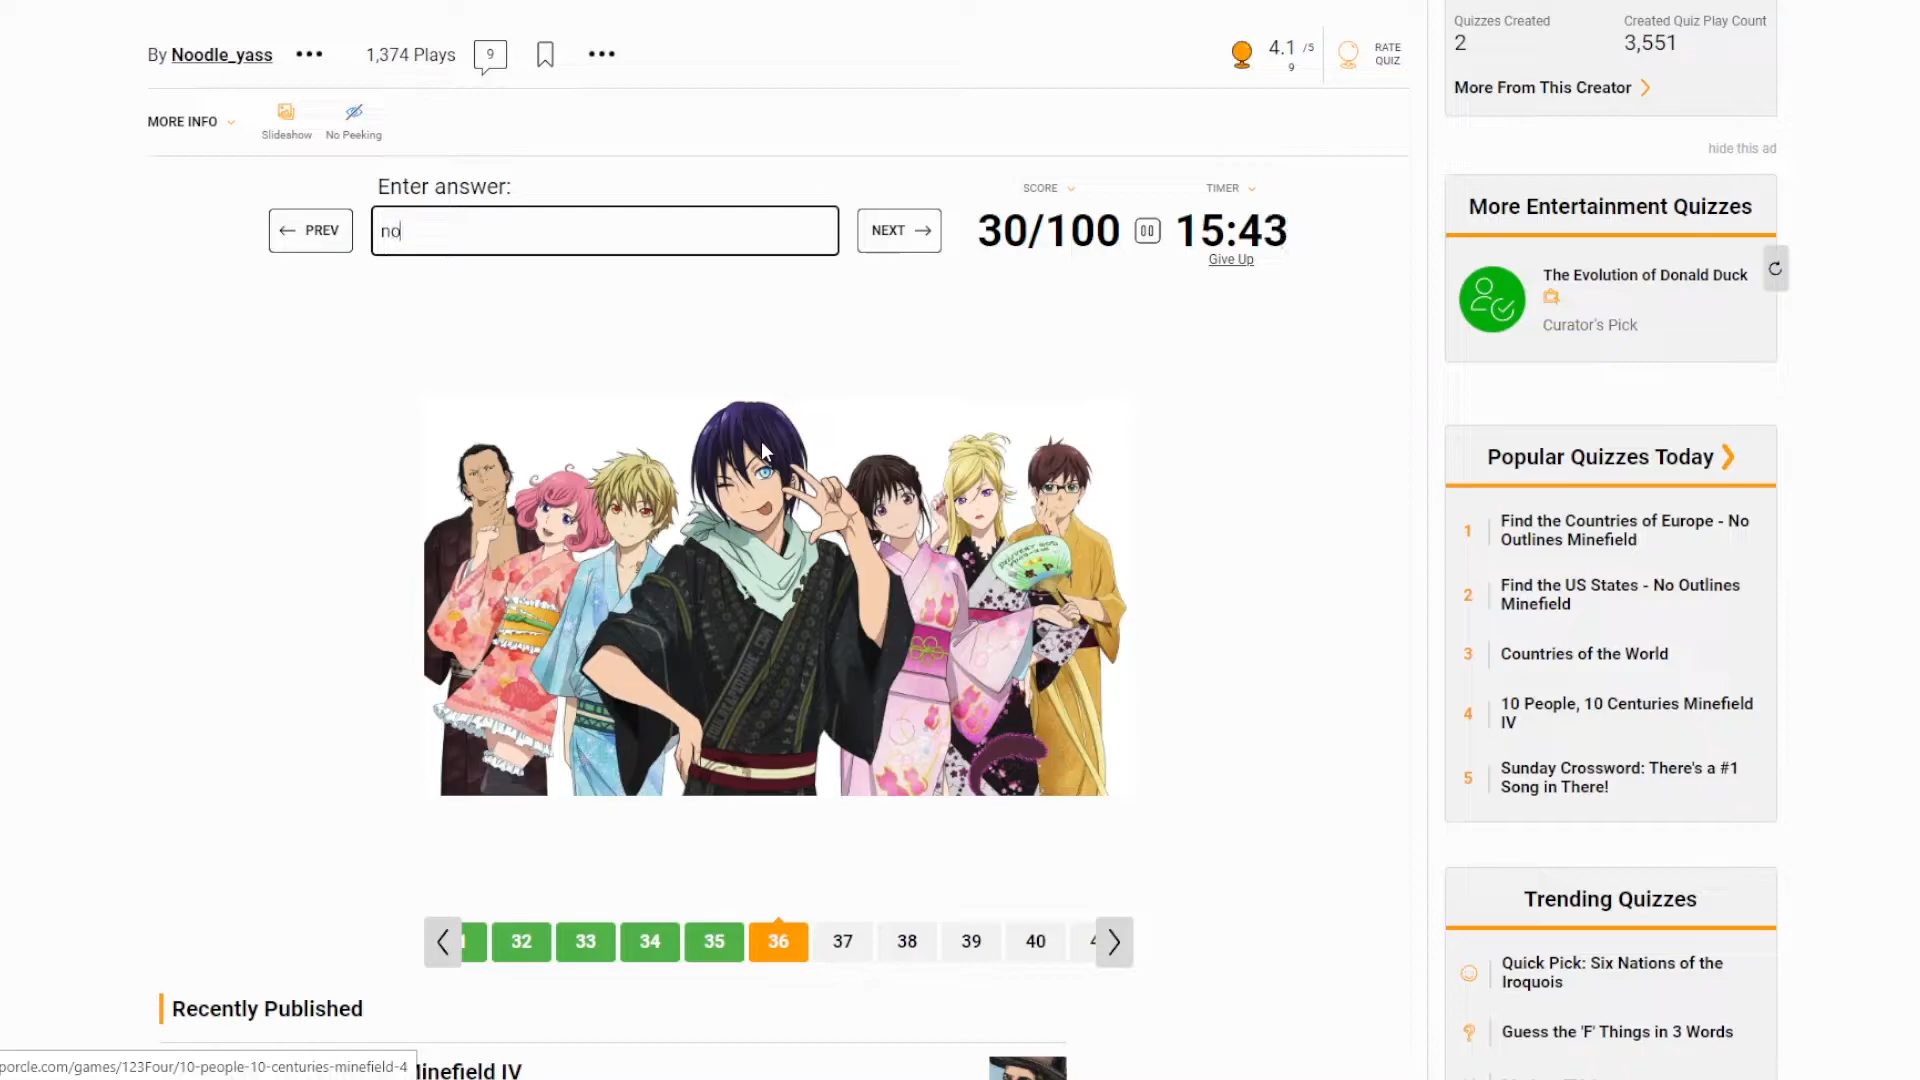 By Noodle_yass
1,374 Plays
9
4.1 /5
9
RATE
QUIZ
MORE INFO
Slideshow
No Peeking
Enter answer:
PREV
no
NEXT
SCORE
30/100
TIMER
15:43
Give Up
32
33
34
35
36
37
38
39
40
Recently Published
porcle.com/games/123Four/10-people-10-centuries-minefield-4
Minefield IV
Quizzes Created
2
Created Quiz Play Count
3,551
More From This Creator
hide this ad
More Entertainment Quizzes
The Evolution of Donald Duck
Curator's Pick
Popular Quizzes Today
1
Find the Countries of Europe - No
Outlines Minefield
2
Find the US States - No Outlines
Minefield
3
Countries of the World
4
10 People, 10 Centuries Minefield
IV
5
Sunday Crossword: There's a #1
Song in There!
Trending Quizzes
Quick Pick: Six Nations of the
Iroquois
Guess the 'F' Things in 3 Words